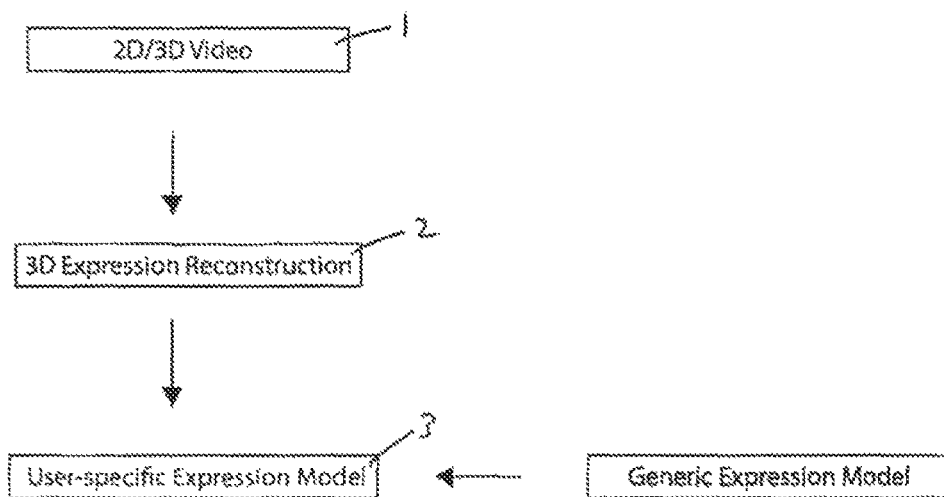 2D/3D Video
1
3D Expression Reconstruction
2
User-specific Expression Model
3
Generic Expression Model